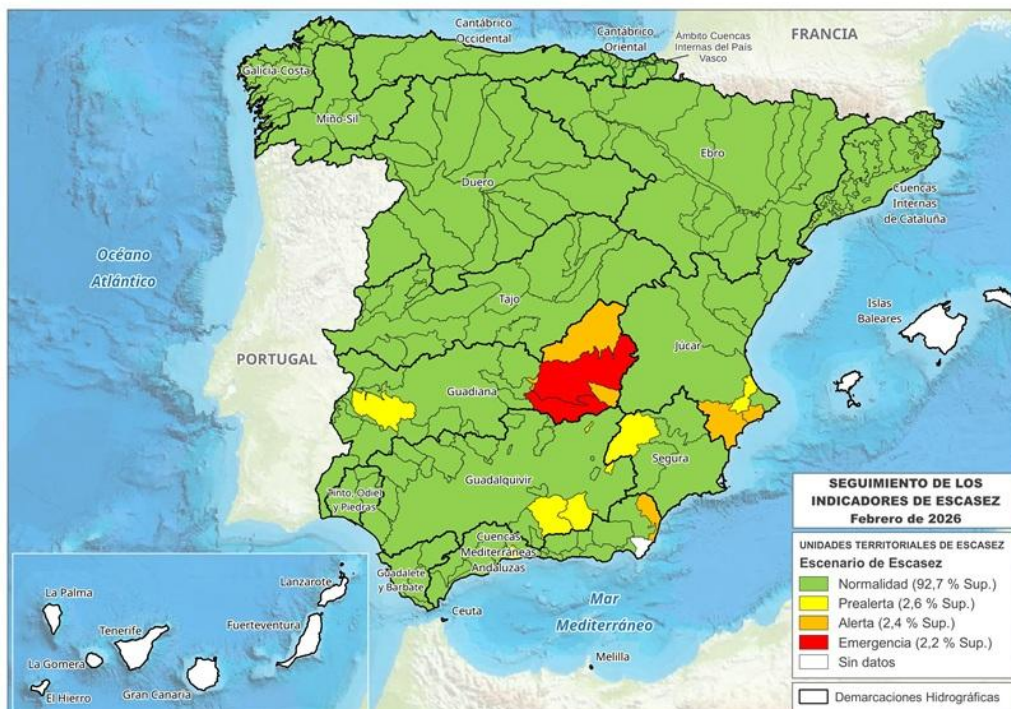 Cantábrico
Occidental
Cantábrico
Oriental
Ámbito Cuencas
Internas del País
Vasco
FRANCIA
Galicia-Costa
Miño-Sil
Ebro
Duero
Cuencas
Internas
de Cataluña
Océano
Atlántico
Tajo
Islas
Baleares
PORTUGAL
Júcar
Guadiana
Segura
Guadalquivir
Tinto, Odiel
y Piedras
Cuencas
Mediterráneas
Andaluzas
Guadalete
y Barbate
Ceuta
Mar
Mediterráneo
Melilla
La Palma
Lanzarote
Tenerife
Fuerteventura
La Gomera
El Hierro
Gran Canaria
SEGUIMIENTO DE LOS
INDICADORES DE ESCASEZ
Febrero de 2026
UNIDADES TERRITORIALES DE ESCASEZ
Escenario de Escasez
Normalidad (92,7 % Sup.)
Prealerta (2,6 % Sup.)
Alerta (2,4 % Sup.)
Emergencia (2,2 % Sup.)
Sin datos
Demarcaciones Hidrográficas